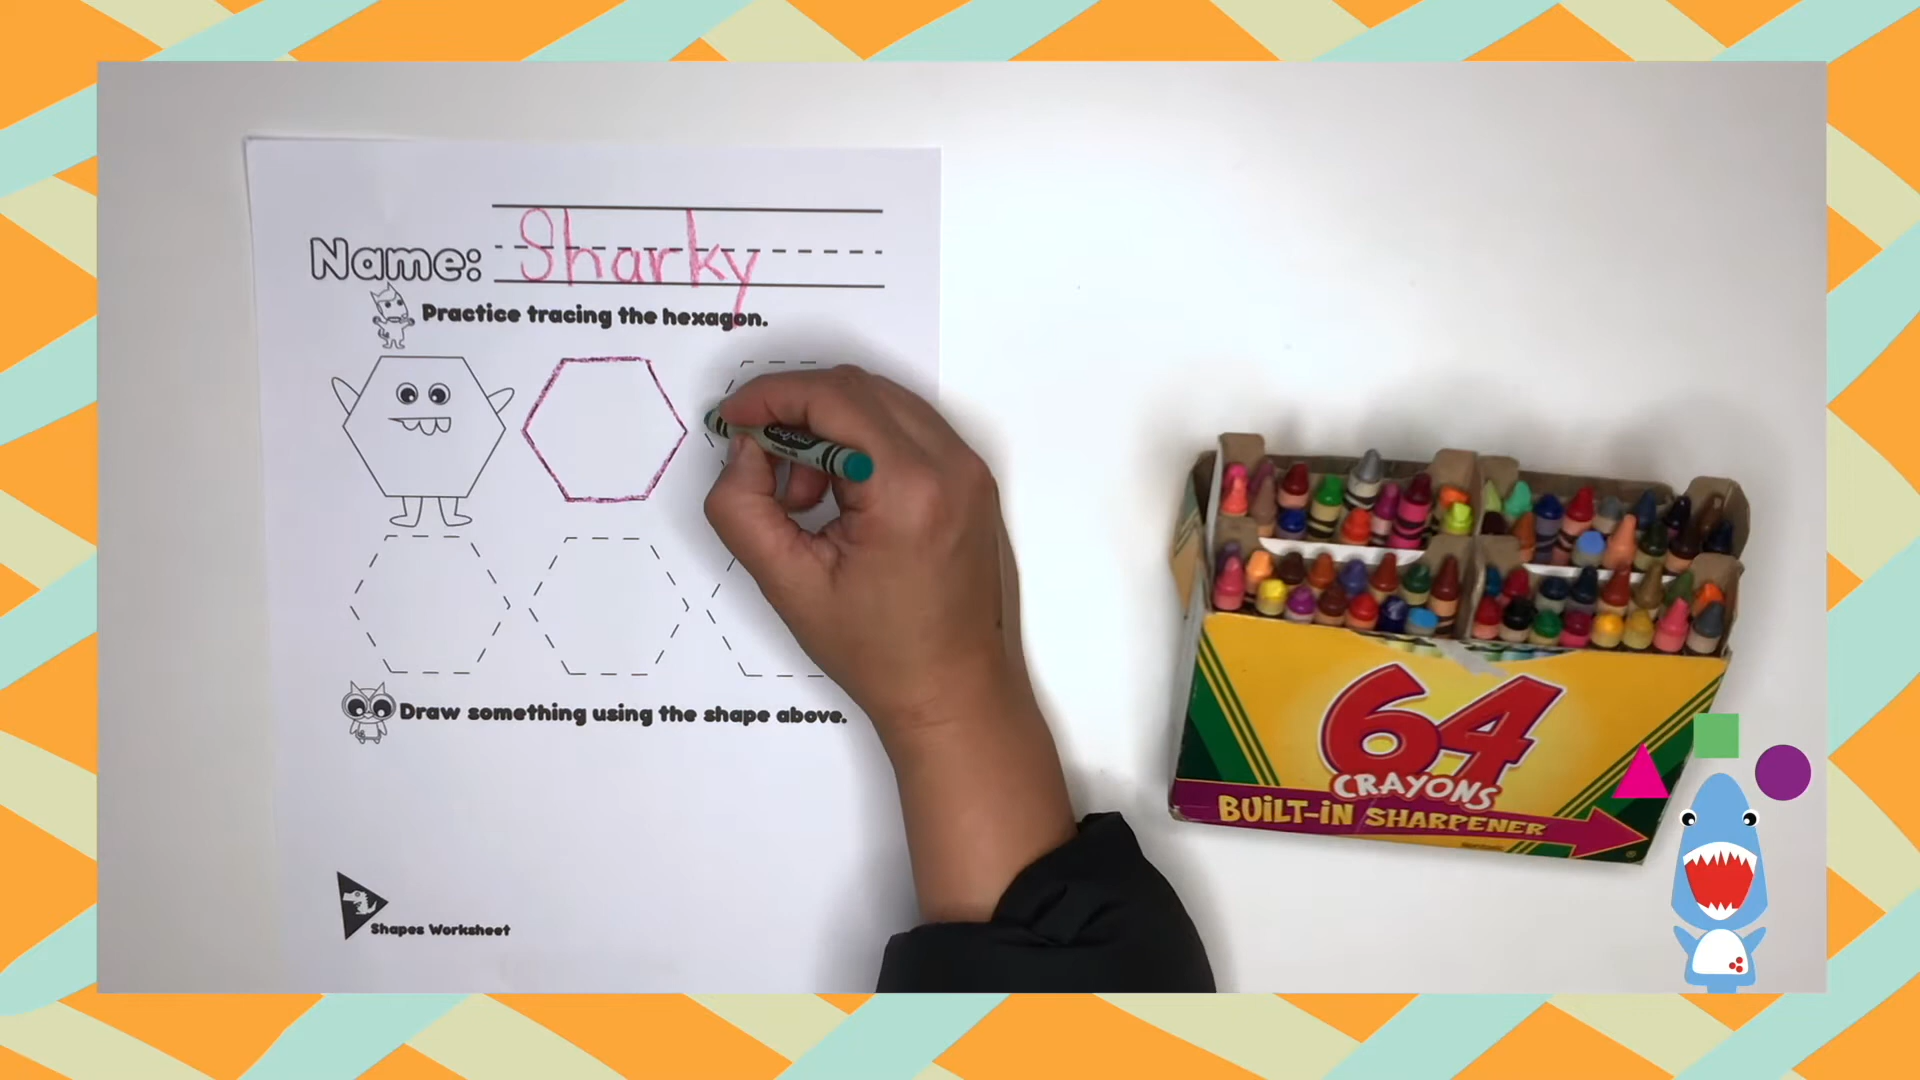 Name: Sharky
Practice tracing the hexagon.
Draw something using the shape above.
Shapes Worksheet
64
CRAYONS
BUILT-IN SHARPENER